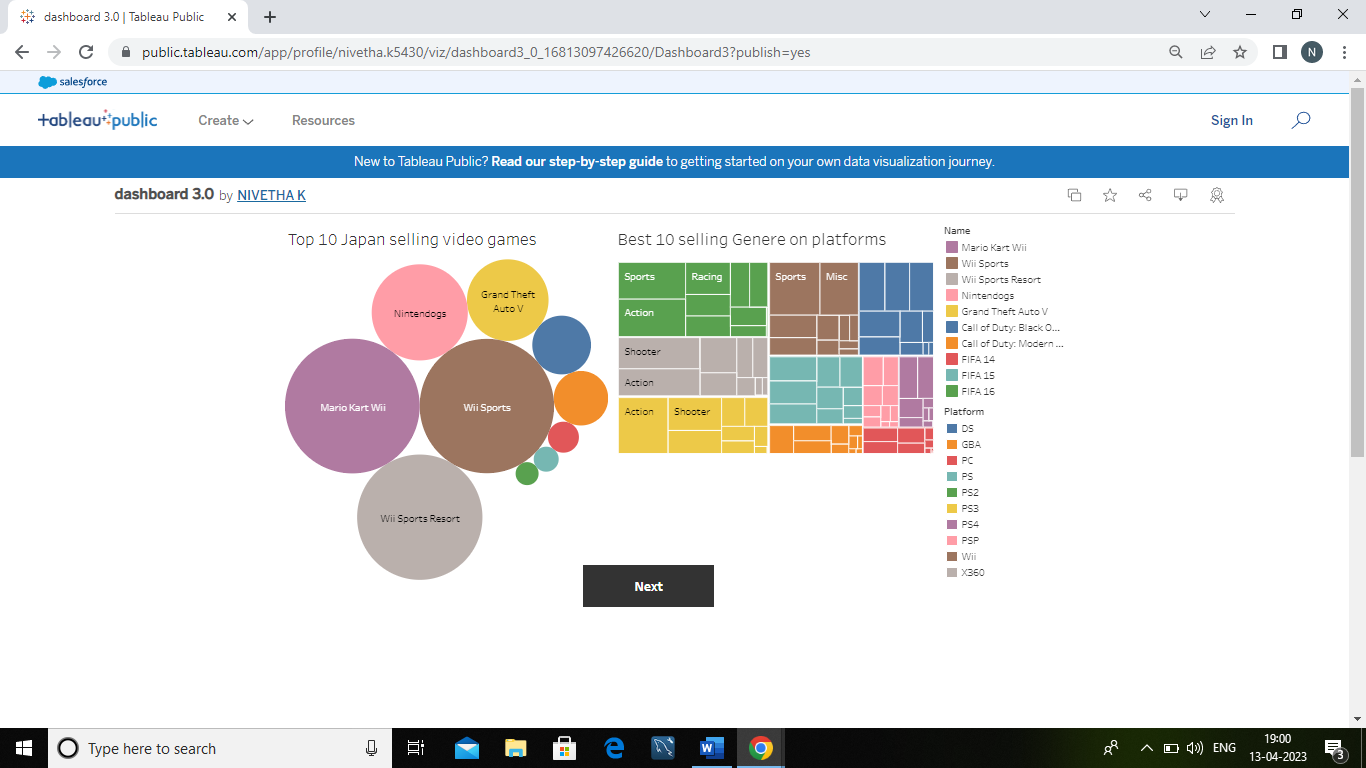 dashboard 3.0 | Tableau Public
public.tableau.com/app/profile/nivetha.k5430/viz/dashboard3_0_16813097426620/Dashboard3?publish=yes
N
salesforce
+tableau public
Create
Resources
Sign In
New to Tableau Public? Read our step-by-step guide to getting started on your own data visualization journey.
dashboard 3.0 by NIVETHA K
Top 10 Japan selling video games
Nintendogs
Grand Theft
Auto V
Mario Kart Wii
Wii Sports
Wii Sports Resort
Best 10 selling Genere on platforms
Sports
Racing
Action
Sports
Misc
Shooter
Action
Action
Shooter
Name
Mario Kart Wii
Wii Sports
Wii Sports Resort
Nintendogs
Grand Theft Auto V
Call of Duty: Black O...
Call of Duty: Modern ...
FIFA 14
FIFA 15
FIFA 16
Platform
DS
GBA
PC
PS
PS2
PS3
PS4
PSP
Wii
X360
Next
Type here to search
ENG
19:00
13-04-2023
3